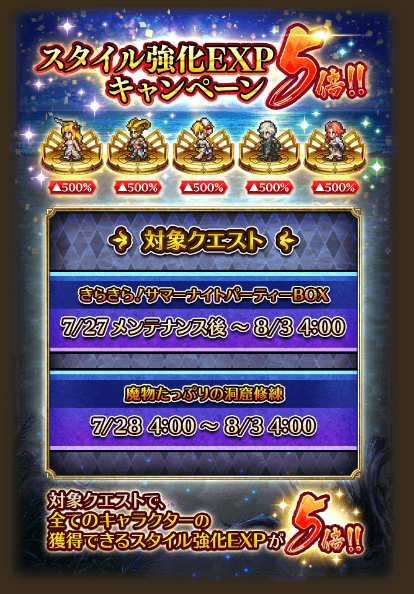 スタイル強化EXP
キャンペーン
5倍!!
▲500% ▲500% ▲500% ▲500% ▲500%
対象クエスト
きらきら!サマーナイトパーティーBOX
7/27 メンテナンス後 ~ 8/3 4:00
魔物たっぷりの洞窟修練
7/28 4:00 ~ 8/3 4:00
対象クエストで、
全てのキャラクターの
獲得できるスタイル強化EXPが
5倍!!